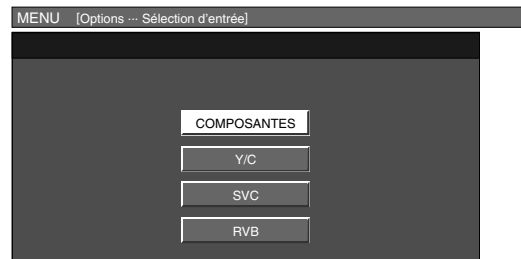 MENU [Options ··· Sélection d'entrée]
COMPOSANTES
Y/C
SVC
RVB